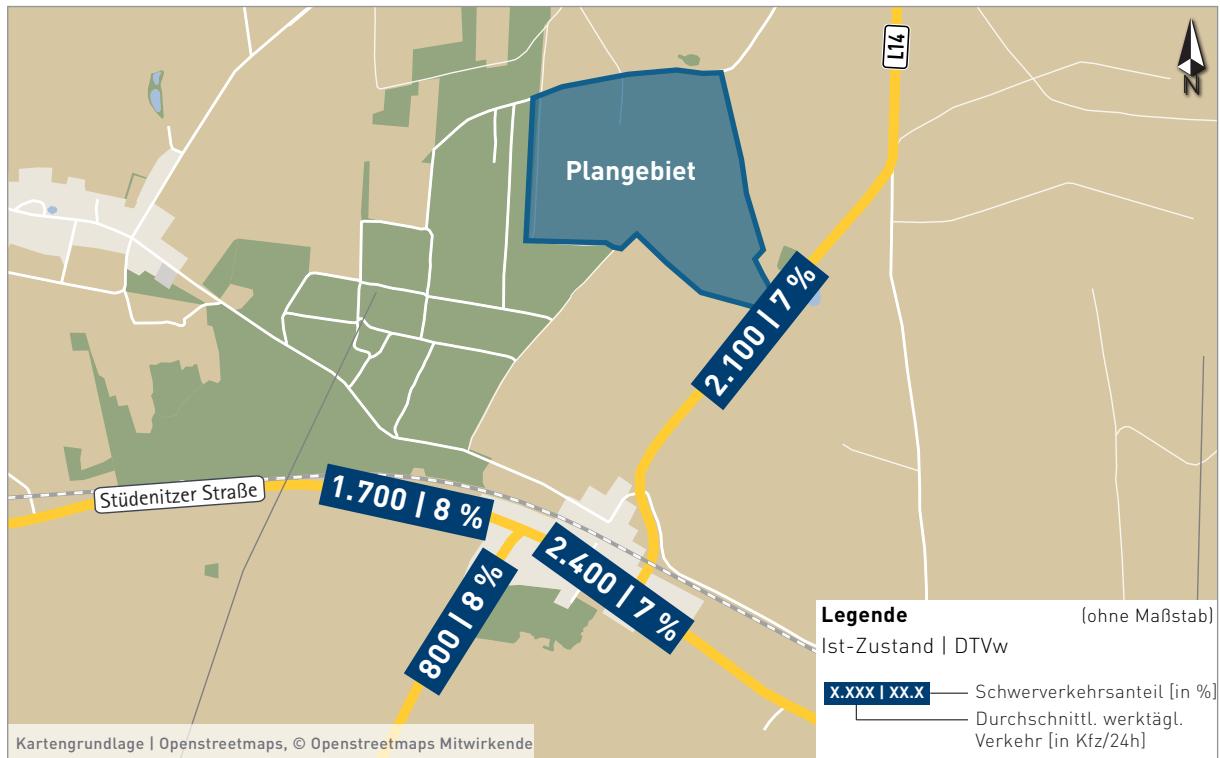 L14
N
Plangebiet
2.100 | 7 %
Stüdenitzer Straße
1.700 | 8 %
2.400 | 7 %
800 | 8 %
Legende
(ohne Maßstab)
Ist-Zustand | DTVw
X.XXX | XX.X
Schwerverkehrsanteil [in %]
Durchschnittl. werktägl.
Verkehr [in Kfz/24h]
Kartengrundlage | Openstreetmaps, © Openstreetmaps Mitwirkende